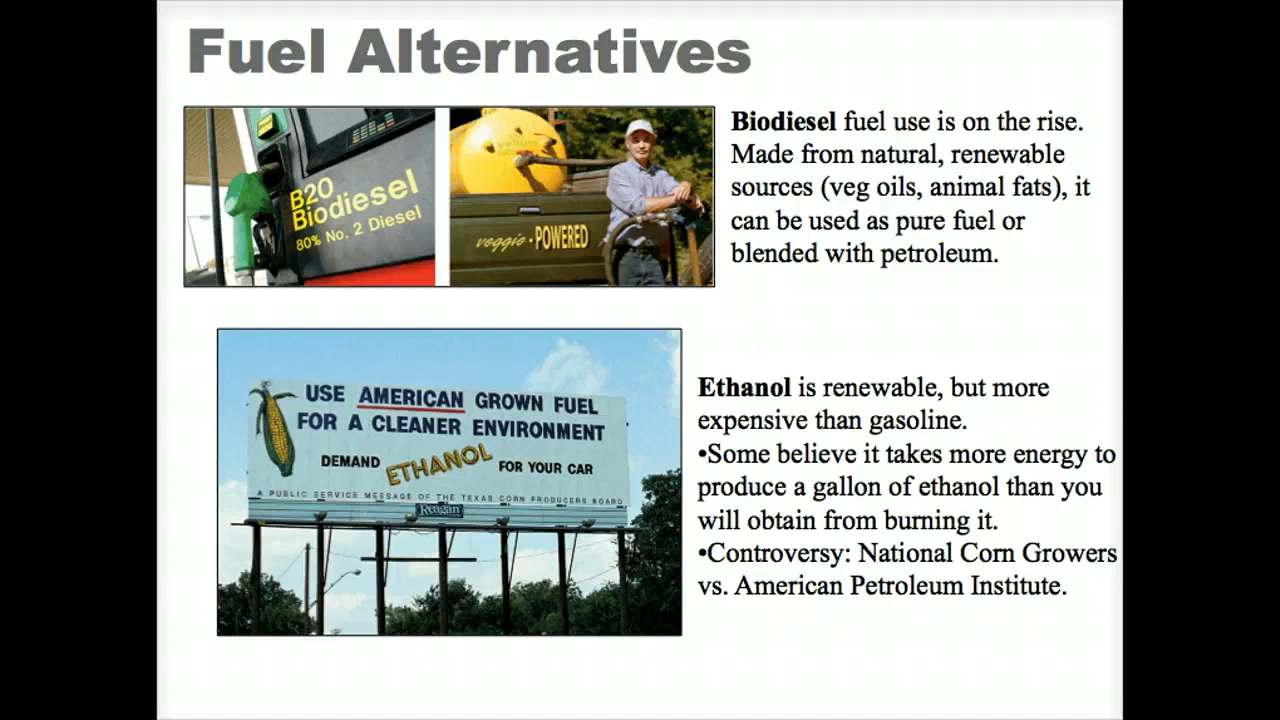 Fuel Alternatives
B20
Biodiesel
80% No. 2 Diesel
veggie • POWERED
Biodiesel fuel use is on the rise.
Made from natural, renewable
sources (veg oils, animal fats), it
can be used as pure fuel or
blended with petroleum.
USE AMERICAN GROWN FUEL
FOR A CLEANER ENVIRONMENT
DEMAND ETHANOL FOR YOUR CAR
A PUBLIC SERVICE MESSAGE OF THE TEXAS CORN PRODUCERS BOARD
Reagan
Ethanol is renewable, but more
expensive than gasoline.
•Some believe it takes more energy to
produce a gallon of ethanol than you
will obtain from burning it.
•Controversy: National Corn Growers
vs. American Petroleum Institute.